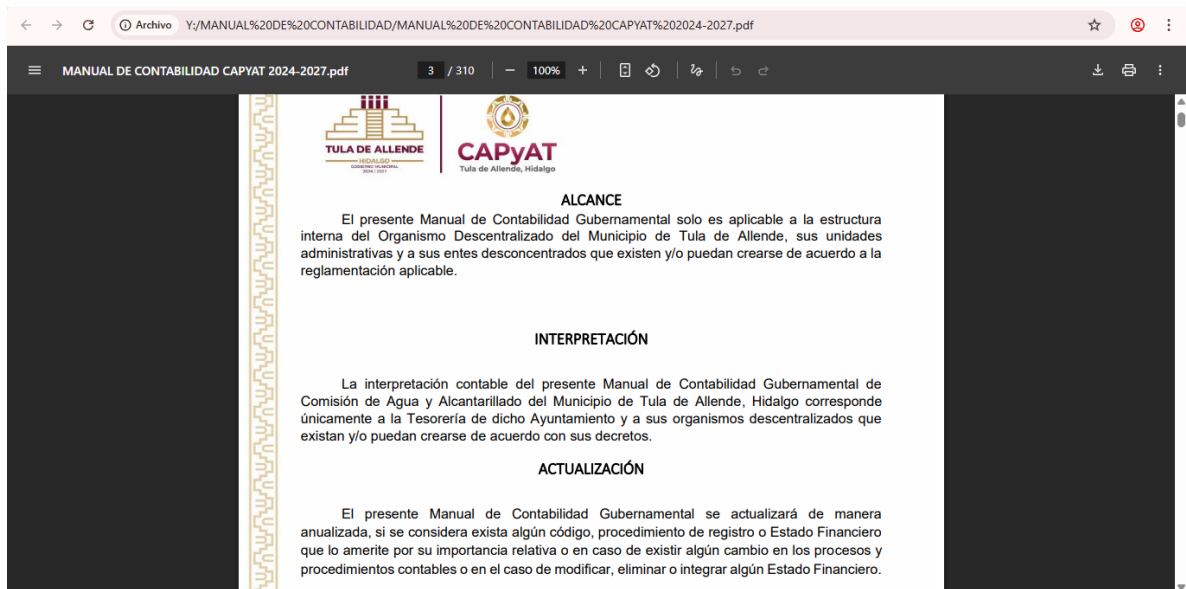 Archivo Y:/MANUAL%20DE%20CONTABILIDAD/MANUAL%20DE%20CONTABILIDAD%20CAPYAT%202024-2027.pdf
MANUAL DE CONTABILIDAD CAPYAT 2024-2027.pdf 3 / 310 100%
TULA DE ALLENDE
HIDALGO
GOBIERNO MUNICIPAL
2024 | 2027
CAPyAT
Tula de Allende, Hidalgo
ALCANCE
El presente Manual de Contabilidad Gubernamental solo es aplicable a la estructura
interna del Organismo Descentralizado del Municipio de Tula de Allende, sus unidades
administrativas y a sus entes desconcentrados que existen y/o puedan crearse de acuerdo a la
reglamentación aplicable.
INTERPRETACIÓN
La interpretación contable del presente Manual de Contabilidad Gubernamental de
Comisión de Agua y Alcantarillado del Municipio de Tula de Allende, Hidalgo corresponde
únicamente a la Tesorería de dicho Ayuntamiento y a sus organismos descentralizados que
existan y/o puedan crearse de acuerdo con sus decretos.
ACTUALIZACIÓN
El presente Manual de Contabilidad Gubernamental se actualizará de manera
anualizada, si se considera exista algún código, procedimiento de registro o Estado Financiero
que lo amerite por su importancia relativa o en caso de existir algún cambio en los procesos y
procedimientos contables o en el caso de modificar, eliminar o integrar algún Estado Financiero.